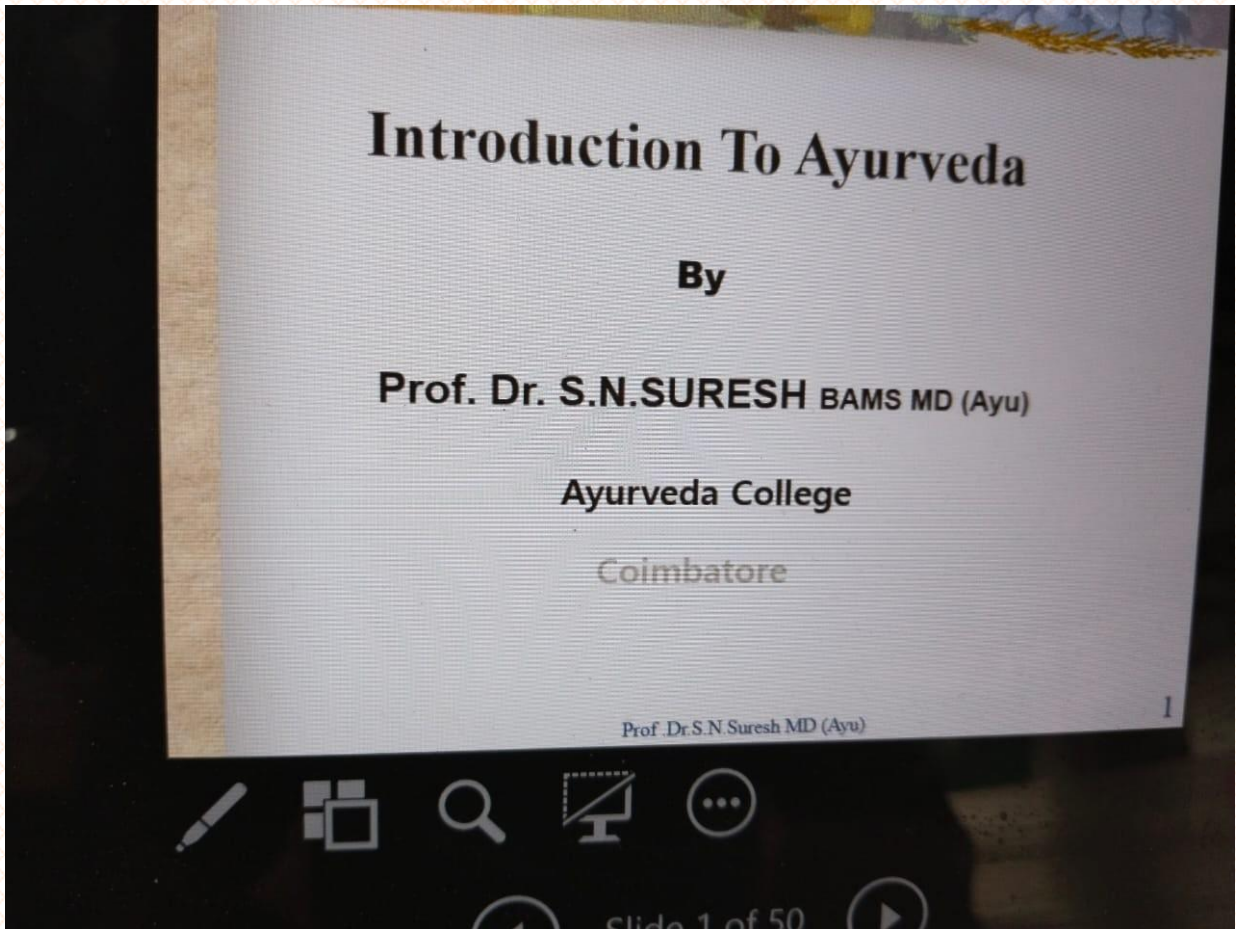 Introduction To Ayurveda
By
Prof. Dr. S.N.SURESH BAMS MD (Ayu)
Ayurveda College
Coimbatore
Prof .Dr.S.N.Suresh MD (Ayu)
1
Slide 1 of 50